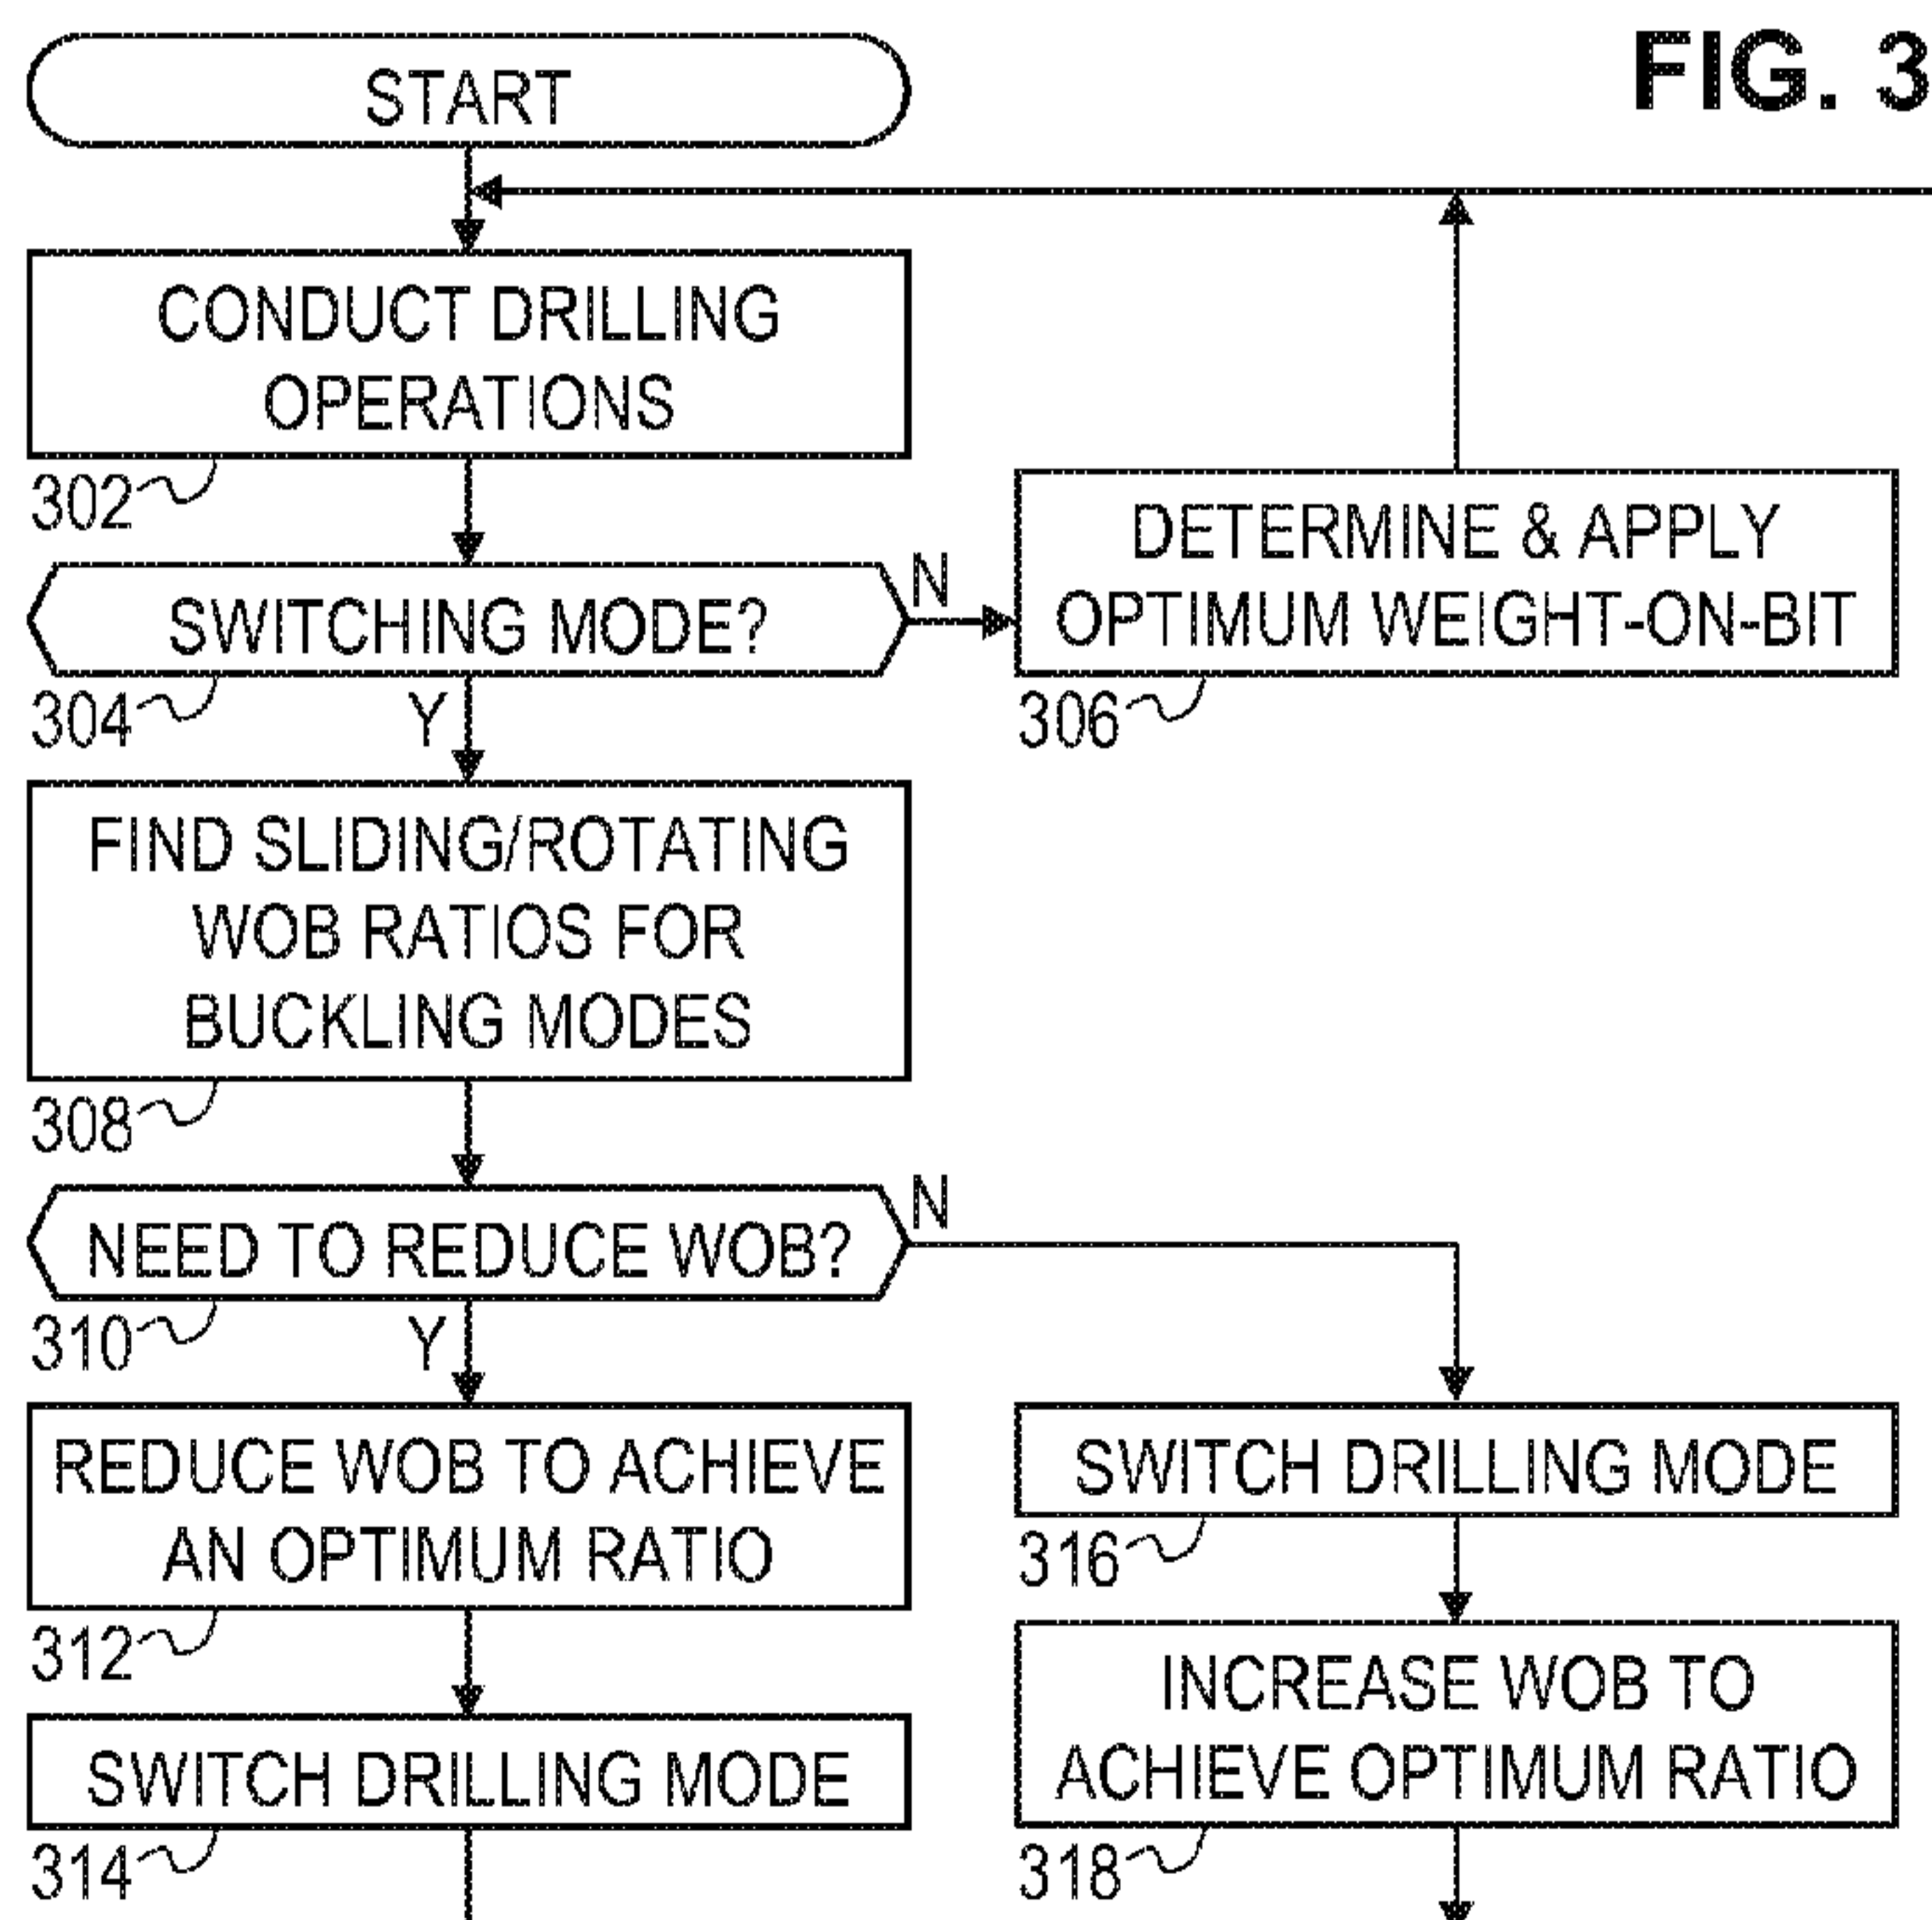 FIG. 3
START
CONDUCT DRILLING
OPERATIONS
302
SWITCHING MODE?
N
304
Y
DETERMINE & APPLY
OPTIMUM WEIGHT-ON-BIT
306
FIND SLIDING/ROTATING
WOB RATIOS FOR
BUCKLING MODES
308
NEED TO REDUCE WOB?
N
310
Y
REDUCE WOB TO ACHIEVE
AN OPTIMUM RATIO
312
SWITCH DRILLING MODE
314
SWITCH DRILLING MODE
316
INCREASE WOB TO
ACHIEVE OPTIMUM RATIO
318